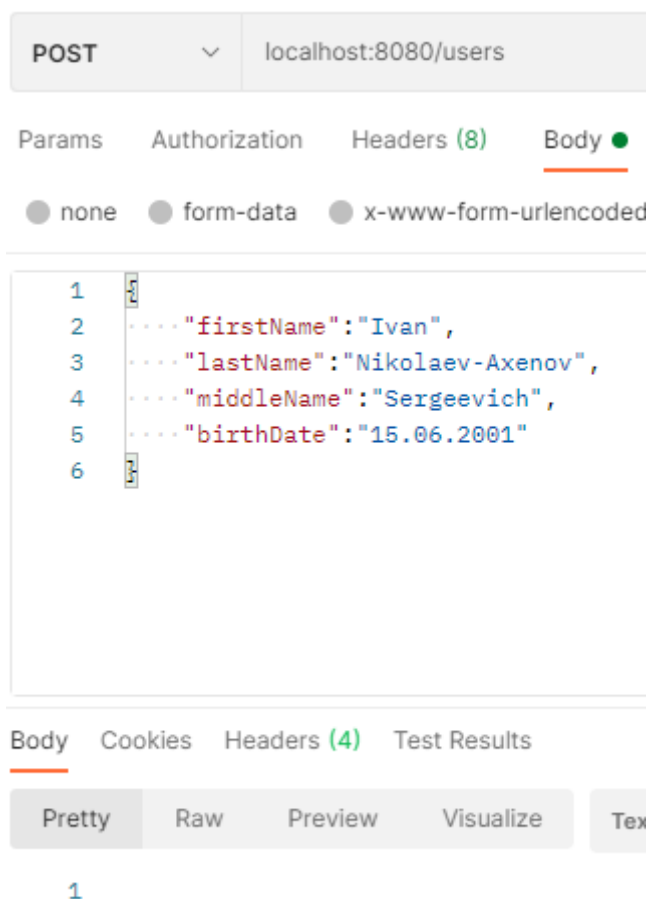 POST localhost:8080/users
Params Authorization Headers (8) Body
none form-data x-www-form-urlencoded
1 {
2 "firstName":"Ivan",
3 "lastName":"Nikolaev-Axenov",
4 "middleName":"Sergeevich",
5 "birthDate":"15.06.2001"
6 }
Body Cookies Headers (4) Test Results
Pretty Raw Preview Visualize
1